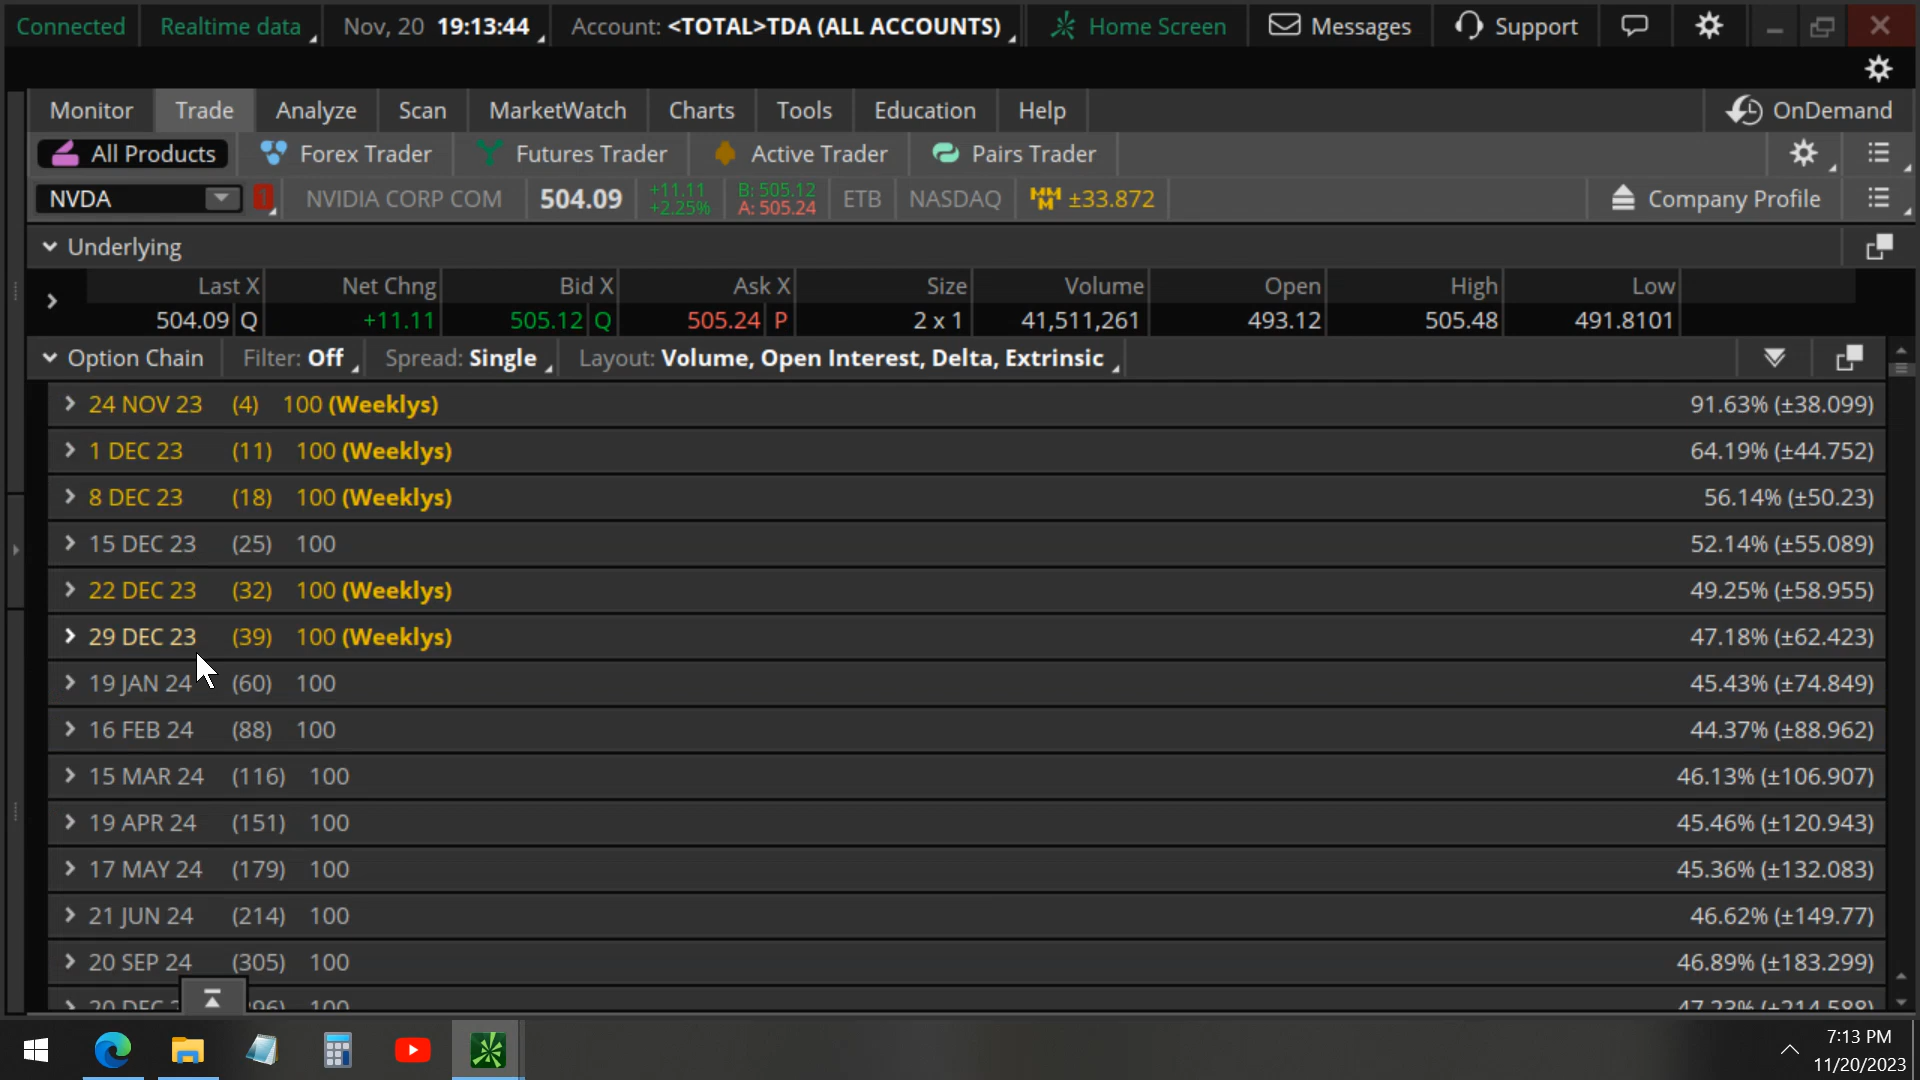 Connected Realtime data Nov, 20 19:13:44 Account: <TOTAL>TDA (ALL ACCOUNTS) Home Screen Messages Support
Monitor Trade Analyze Scan MarketWatch Charts Tools Education Help OnDemand
All Products Forex Trader Futures Trader Active Trader Pairs Trader
NVDA 1 NVIDIA CORP COM 504.09 +11.11 +2.25% B: 505.12 A: 505.24 ETB NASDAQ MM ±33.872 Company Profile
Underlying
Last X Net Chng Bid X Ask X Size Volume Open High Low
504.09 Q +11.11 505.12 Q 505.24 P 2 x 1 41,511,261 493.12 505.48 491.8101
Option Chain Filter: Off Spread: Single Layout: Volume, Open Interest, Delta, Extrinsic
24 NOV 23 (4) 100 (Weeklys) 91.63% (±38.099)
1 DEC 23 (11) 100 (Weeklys) 64.19% (±44.752)
8 DEC 23 (18) 100 (Weeklys) 56.14% (±50.23)
15 DEC 23 (25) 100 52.14% (±55.089)
22 DEC 23 (32) 100 (Weeklys) 49.25% (±58.955)
29 DEC 23 (39) 100 (Weeklys) 47.18% (±62.423)
19 JAN 24 (60) 100 45.43% (±74.849)
16 FEB 24 (88) 100 44.37% (±88.962)
15 MAR 24 (116) 100 46.13% (±106.907)
19 APR 24 (151) 100 45.46% (±120.943)
17 MAY 24 (179) 100 45.36% (±132.083)
21 JUN 24 (214) 100 46.62% (±149.77)
20 SEP 24 (305) 100 46.89% (±183.299)
20 DEC 100 47.23% (±214.588)
7:13 PM
11/20/2023